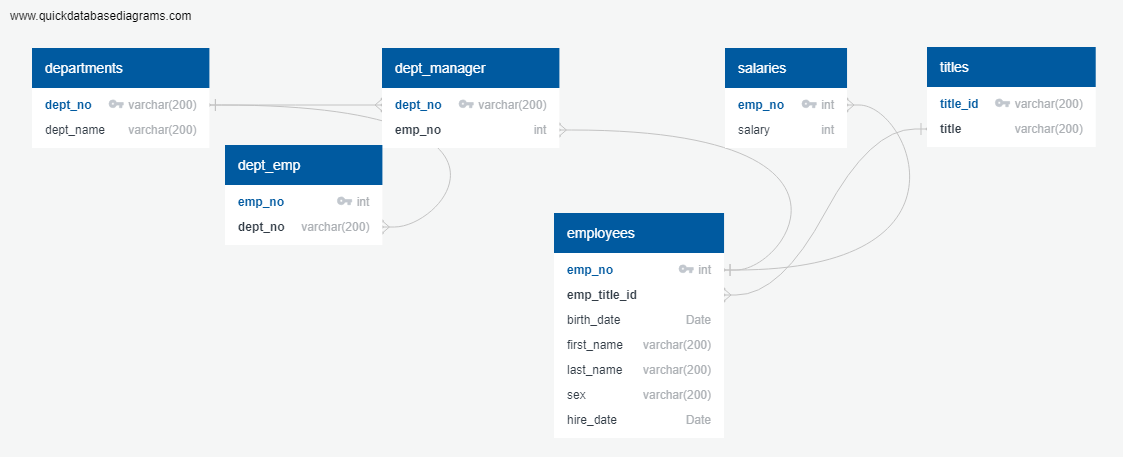 www.quickdatabasediagrams.com
departments
dept_no varchar(200)
dept_name varchar(200)
dept_manager
dept_no varchar(200)
emp_no int
salaries
emp_no int
salary int
titles
title_id varchar(200)
title varchar(200)
dept_emp
emp_no int
dept_no varchar(200)
employees
emp_no int
emp_title_id
birth_date Date
first_name varchar(200)
last_name varchar(200)
sex varchar(200)
hire_date Date